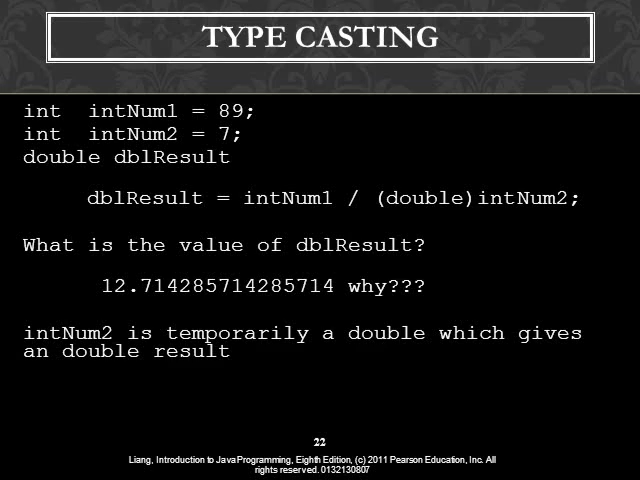 TYPE CASTING
int intNum1 = 89;
int intNum2 = 7;
double dblResult
dblResult = intNum1 / (double)intNum2;
What is the value of dblResult?
12.714285714285714 why???
intNum2 is temporarily a double which gives
an double result
22
Liang, Introduction to Java Programming, Eighth Edition, (c) 2011 Pearson Education, Inc. All
rights reserved. 0132130807